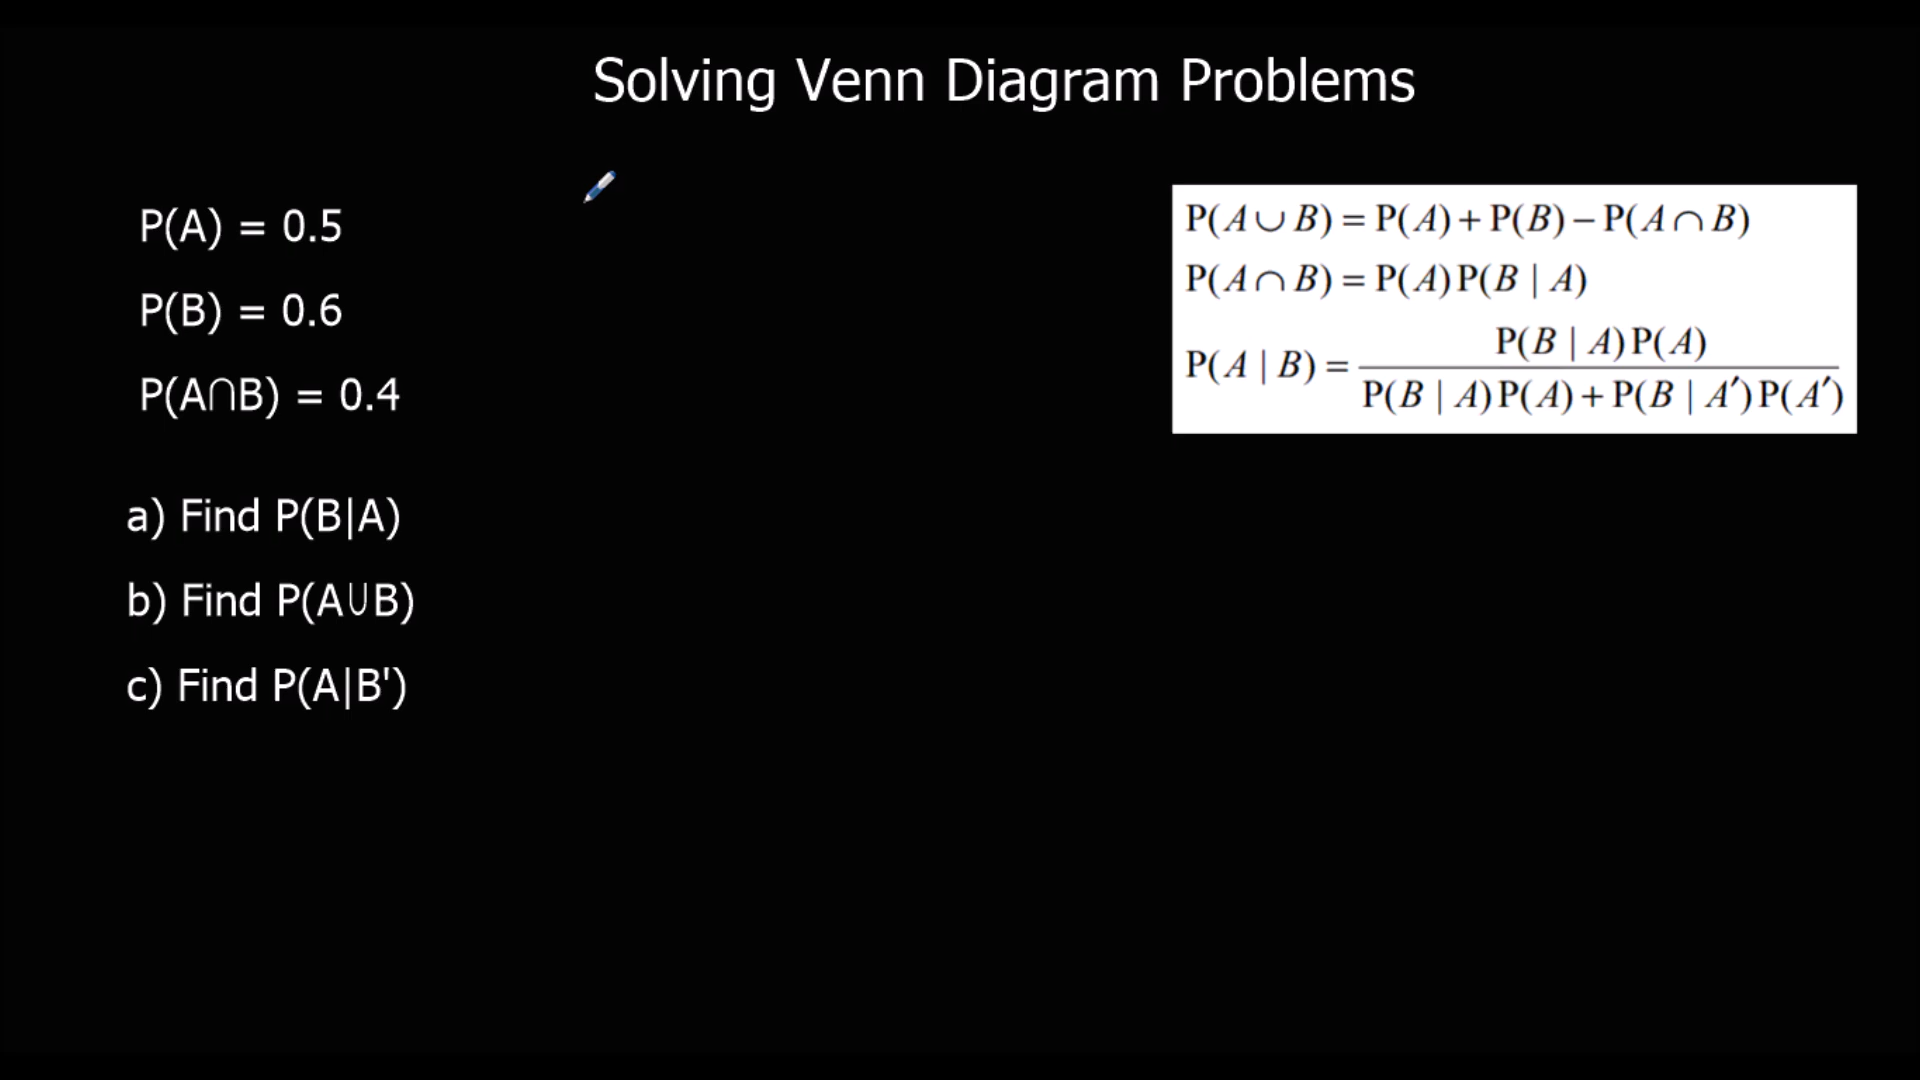 Solving Venn Diagram Problems
P(A) = 0.5
P(B) = 0.6
P(A∩B) = 0.4
a) Find P(B|A)
b) Find P(A∪B)
c) Find P(A|B')
P(A ∪ B) = P(A) + P(B) − P(A ∩ B)
P(A ∩ B) = P(A) P(B | A)
P(A | B) = P(B | A) P(A) / P(B | A) P(A) + P(B | A′) P(A′)